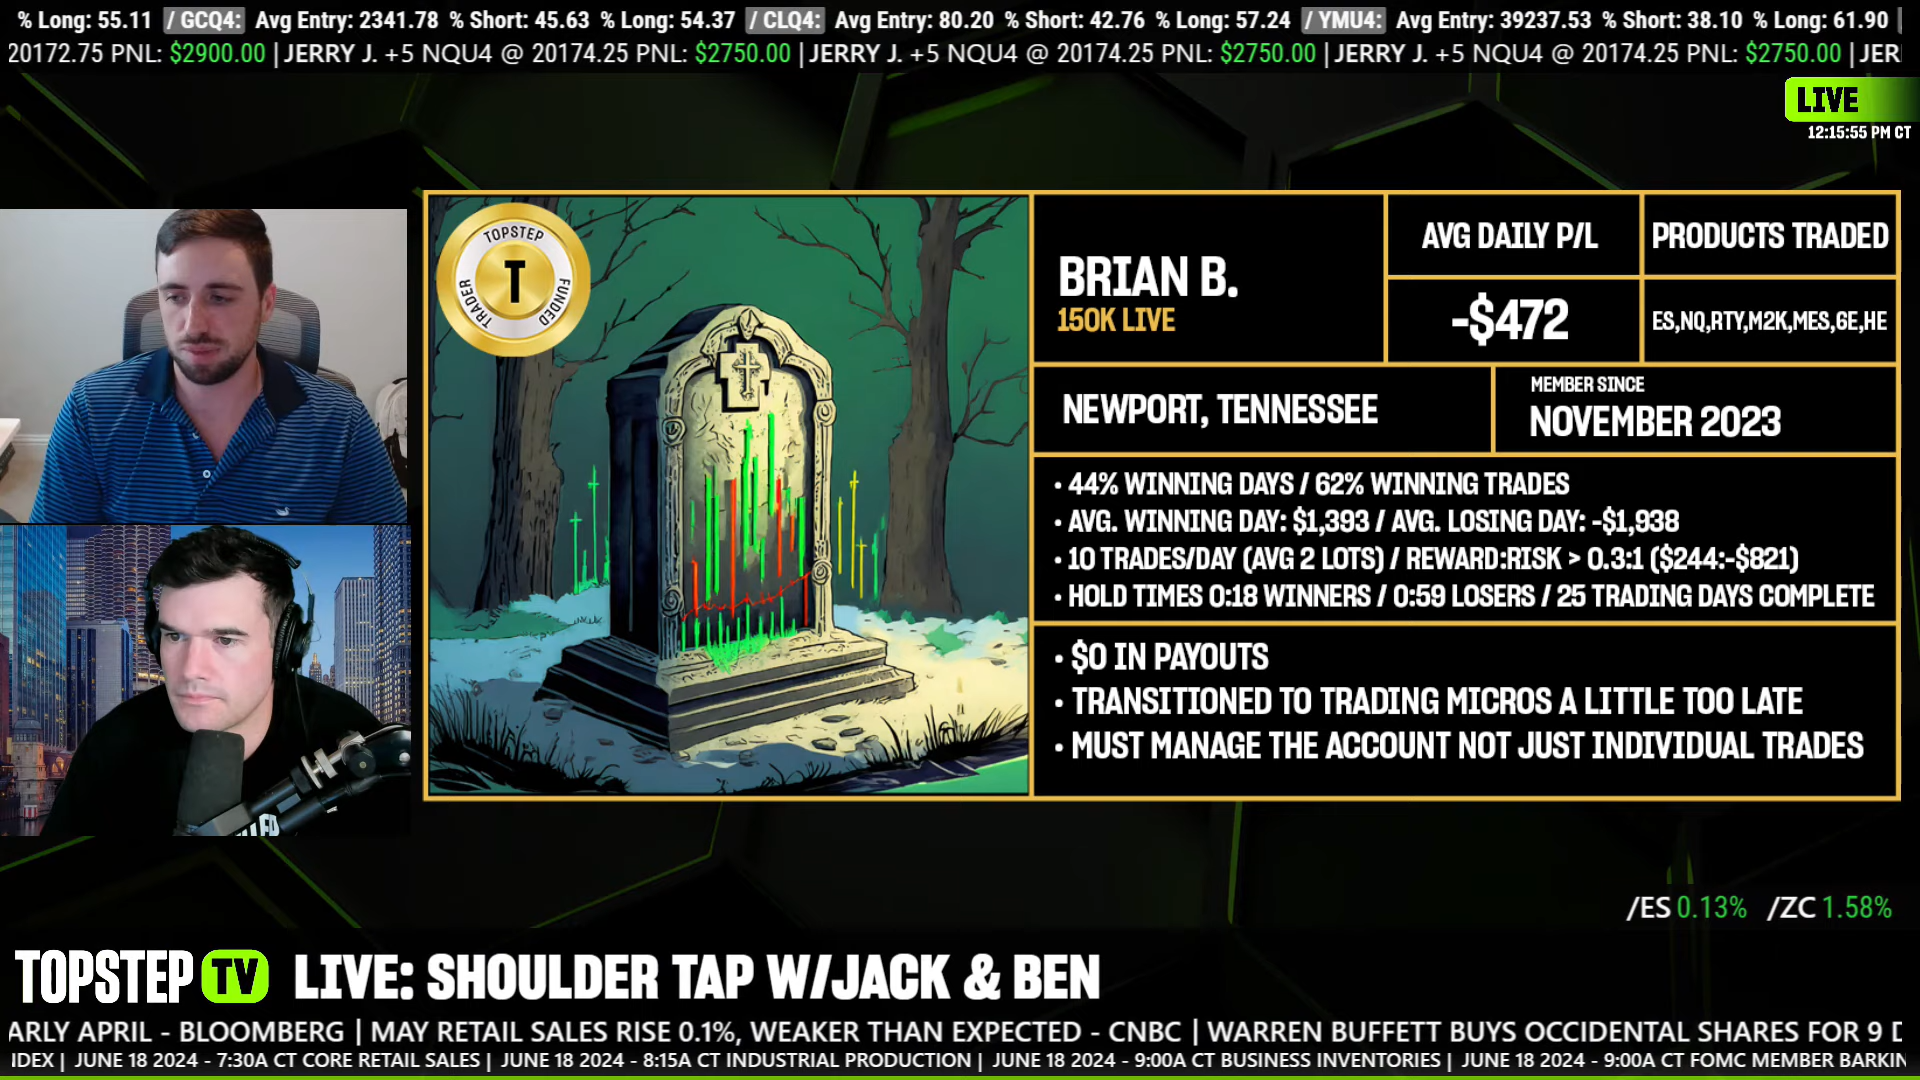 % Long: 55.11 / GCQ4: Avg Entry: 2341.78 % Short: 45.63 % Long: 54.37 / CLQ4: Avg Entry: 80.20 % Short: 42.76 % Long: 57.24 / YMU4: Avg Entry: 39237.53 % Short: 38.10 % Long: 61.90
20172.75 PNL: $2900.00 | JERRY J. +5 NQU4 @ 20174.25 PNL: $2750.00 | JERRY J. +5 NQU4 @ 20174.25 PNL: $2750.00 | JERRY J. +5 NQU4 @ 20174.25 PNL: $2750.00 | JER
LIVE
12:15:55 PM CT
TOPSTEP
T
FUNDED
TRADER
BRIAN B.
150K LIVE
AVG DAILY P/L
-$472
PRODUCTS TRADED
ES,NQ,RTY,M2K,MES,6E,HE
NEWPORT, TENNESSEE
MEMBER SINCE
NOVEMBER 2023
• 44% WINNING DAYS / 62% WINNING TRADES
• AVG. WINNING DAY: $1,393 / AVG. LOSING DAY: -$1,938
• 10 TRADES/DAY (AVG 2 LOTS) / REWARD:RISK > 0.3:1 ($244:-$821)
• HOLD TIMES 0:18 WINNERS / 0:59 LOSERS / 25 TRADING DAYS COMPLETE
• $0 IN PAYOUTS
• TRANSITIONED TO TRADING MICROS A LITTLE TOO LATE
• MUST MANAGE THE ACCOUNT NOT JUST INDIVIDUAL TRADES
/ES 0.13% /ZC 1.58%
TOPSTEP TV LIVE: SHOULDER TAP W/JACK & BEN
ARLY APRIL - BLOOMBERG | MAY RETAIL SALES RISE 0.1%, WEAKER THAN EXPECTED - CNBC | WARREN BUFFETT BUYS OCCIDENTAL SHARES FOR 9 D
IDEX | JUNE 18 2024 - 7:30A CT CORE RETAIL SALES | JUNE 18 2024 - 8:15A CT INDUSTRIAL PRODUCTION | JUNE 18 2024 - 9:00A CT BUSINESS INVENTORIES | JUNE 18 2024 - 9:00A CT FOMC MEMBER BARKIN